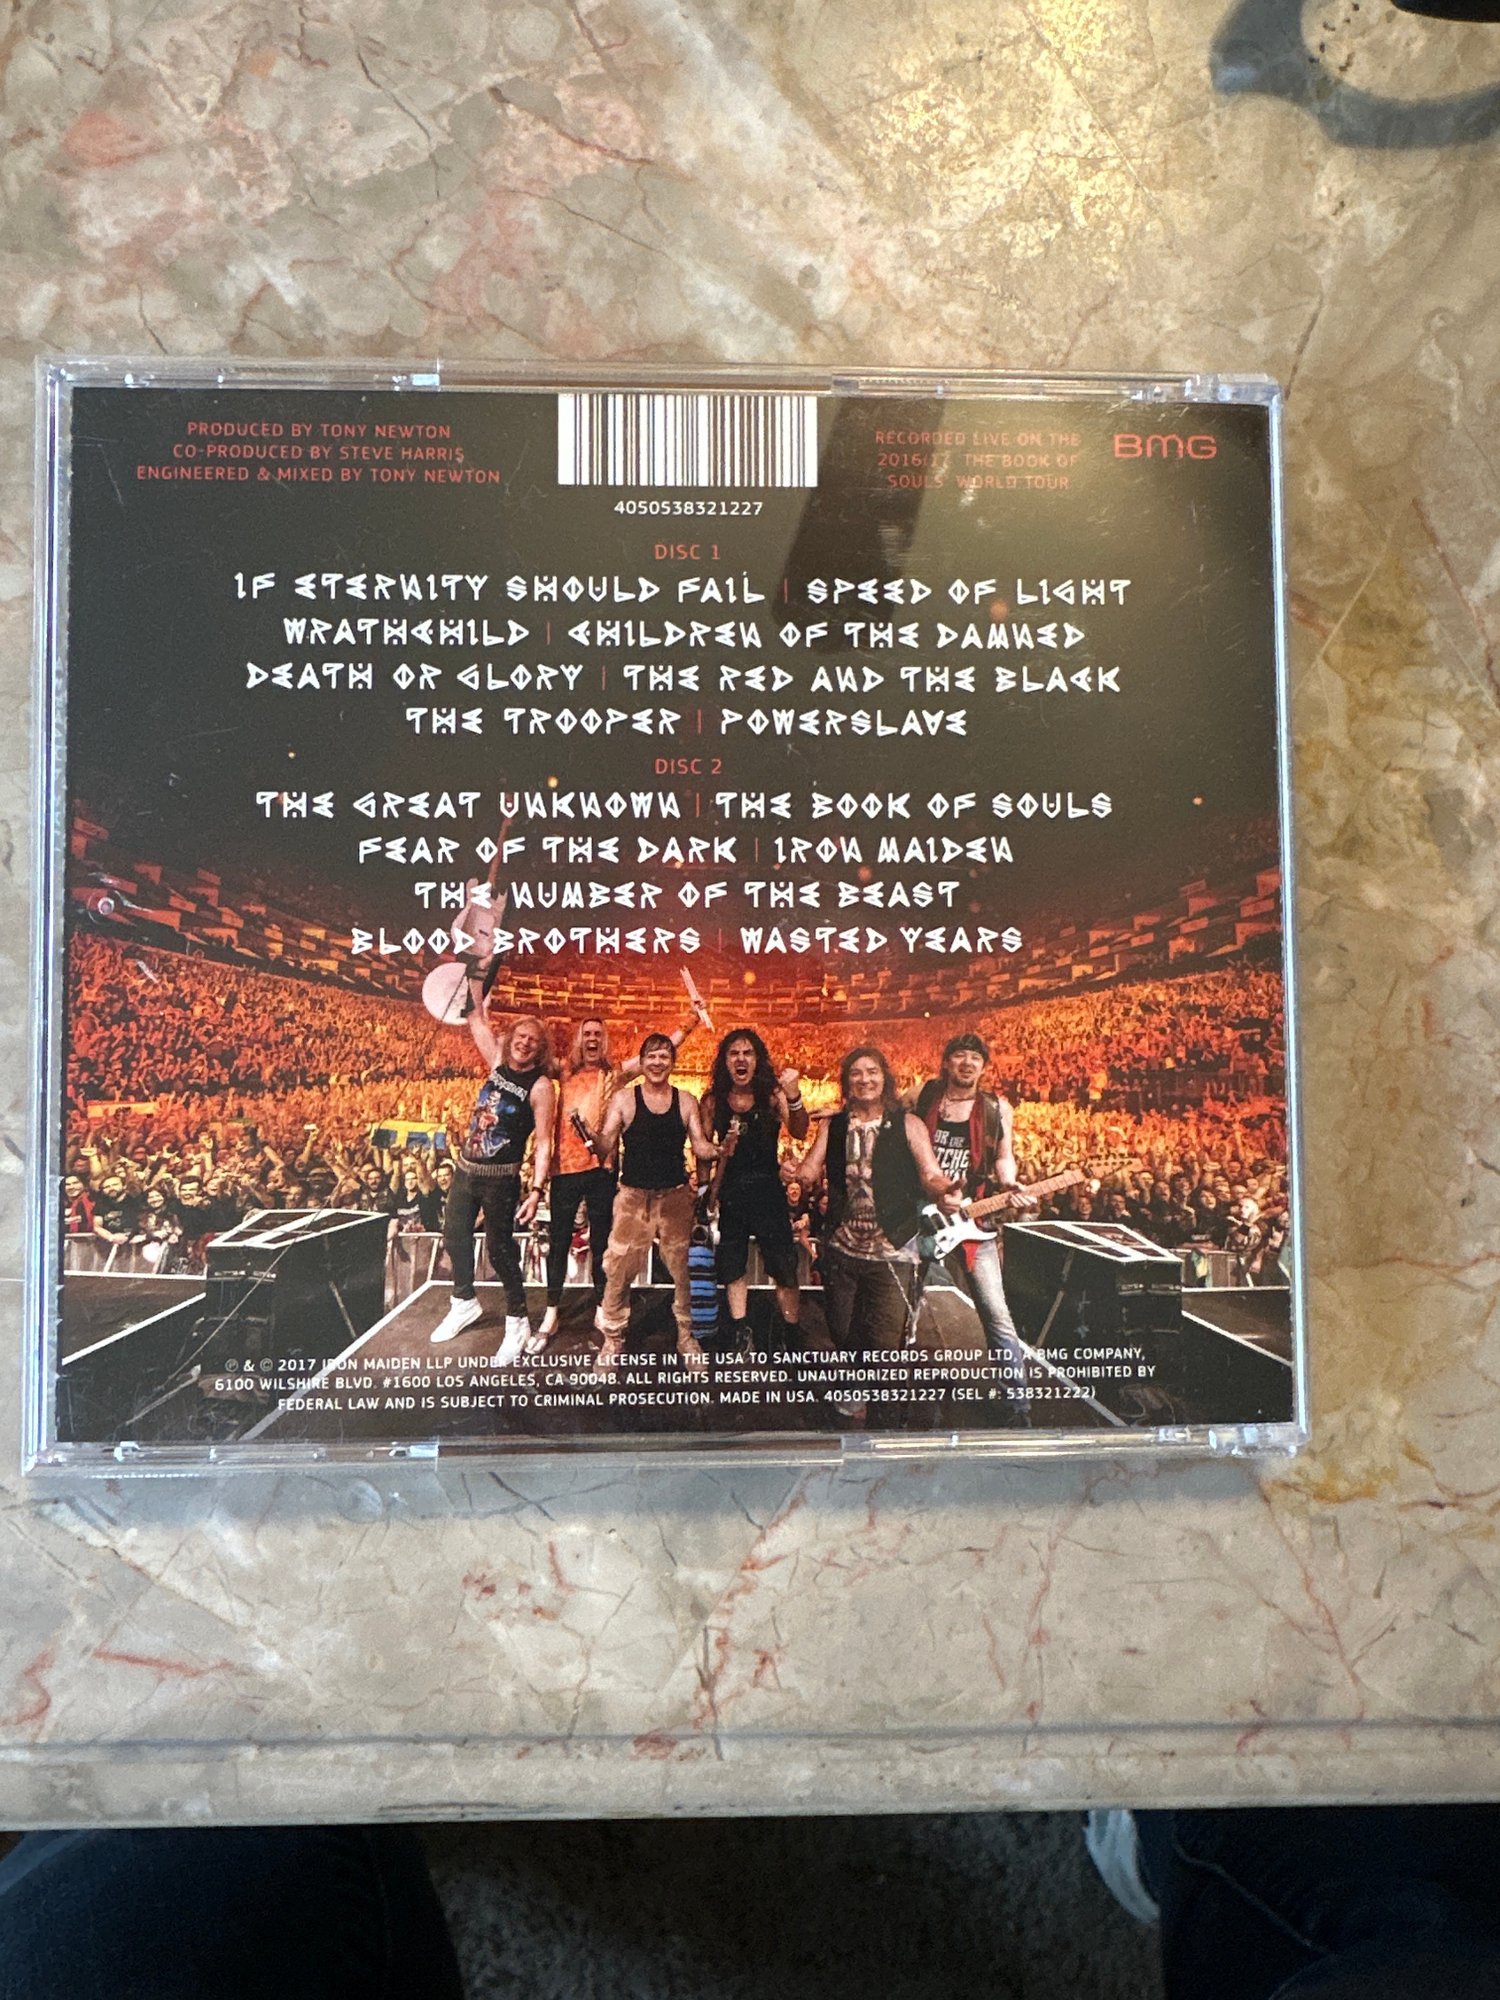 PRODUCED BY TONY NEWTON
CO-PRODUCED BY STEVE HARRIS
ENGINEERED & MIXED BY TONY NEWTON
4050538321227
RECORDED LIVE ON THE
2016/17 THE BOOK OF
SOULS WORLD TOUR
BMG
DISC 1
IF ETERNITY SHOULD FAIL | SPEED OF LIGHT
WRATHCHILD | CHILDREN OF THE DAMNED
DEATH OR GLORY | THE RED AND THE BLACK
THE TROOPER | POWERSLAVE
DISC 2
THE GREAT UNKNOWN | THE BOOK OF SOULS
FEAR OF THE DARK | IRON MAIDEN
THE NUMBER OF THE BEAST
BLOOD BROTHERS | WASTED YEARS
℗ & © 2017 IRON MAIDEN LLP UNDER EXCLUSIVE LICENSE IN THE USA TO SANCTUARY RECORDS GROUP LTD, A BMG COMPANY,
6100 WILSHIRE BLVD. #1600 LOS ANGELES, CA 90048. ALL RIGHTS RESERVED. UNAUTHORIZED REPRODUCTION IS PROHIBITED BY
FEDERAL LAW AND IS SUBJECT TO CRIMINAL PROSECUTION. MADE IN USA. 4050538321227 (SEL #: 538321222)